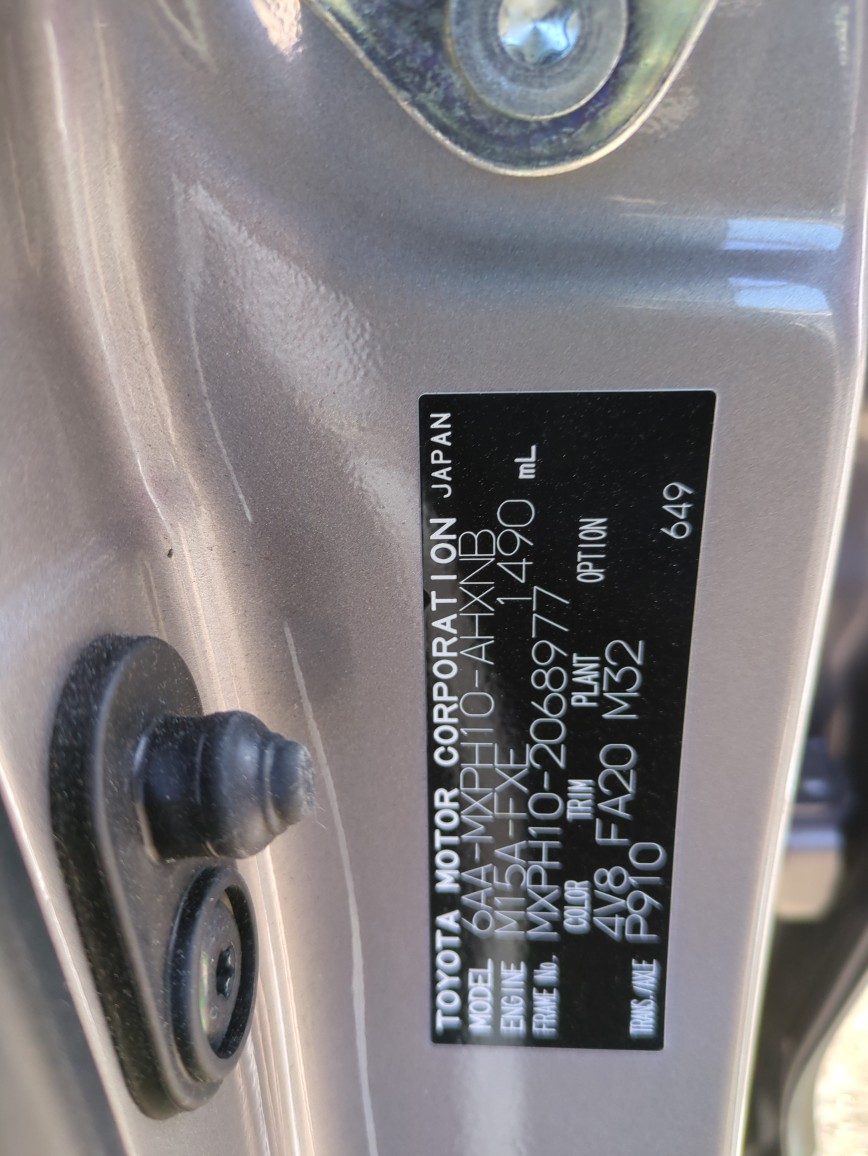 TOYOTA MOTOR CORPORATION JAPAN
MODEL 6AA-MXPH10-AHXNB
ENGINE M15A-FXE 1490 mL
FRAME No. MXPH10-2068977
COLOR TRIM PLANT OPTION
4V8 FA20 M32
TRANS./AXLE P910 649